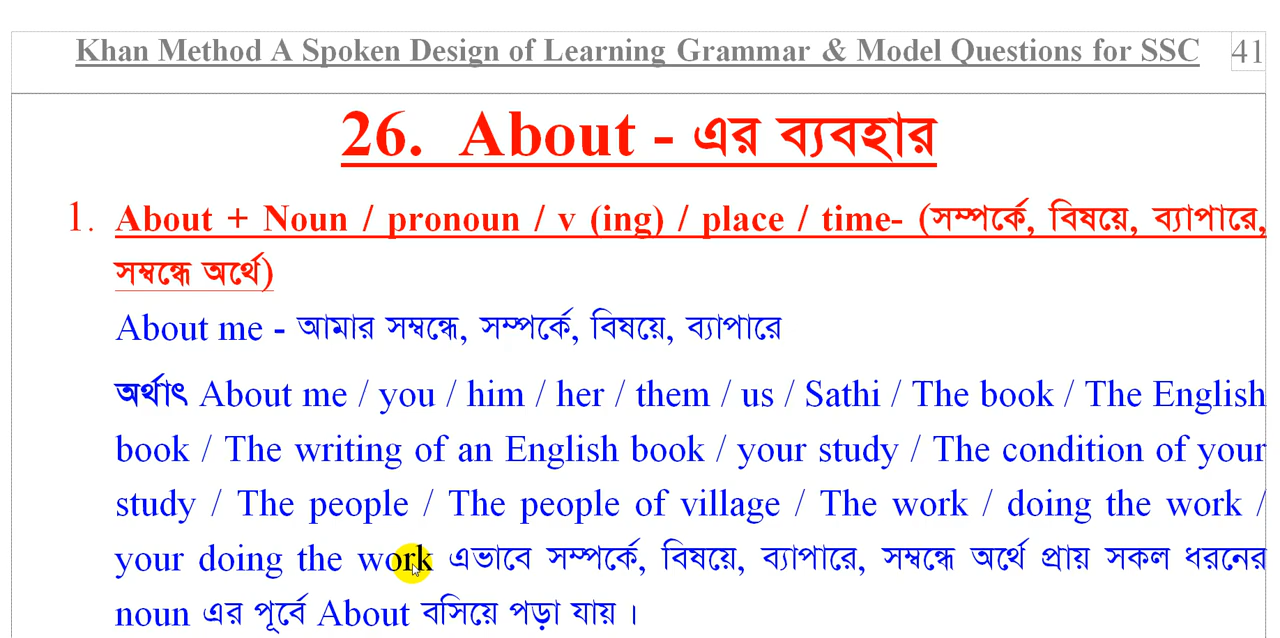 Khan Method A Spoken Design of Learning Grammar & Model Questions for SSC 41
26. About - এর ব্যবহার
1. About + Noun / pronoun / v (ing) / place / time- (সম্পর্কে, বিষয়ে, ব্যাপারে,
সম্বন্ধে অর্থে)
About me - আমার সম্বন্ধে, সম্পর্কে, বিষয়ে, ব্যাপারে
অর্থাৎ About me / you / him / her / them / us / Sathi / The book / The English
book / The writing of an English book / your study / The condition of your
study / The people / The people of village / The work / doing the work /
your doing the work এভাবে সম্পর্কে, বিষয়ে, ব্যাপারে, সম্বন্ধে অর্থে প্রায় সকল ধরনের
noun এর পূর্বে About বসিয়ে পড়া যায় ।